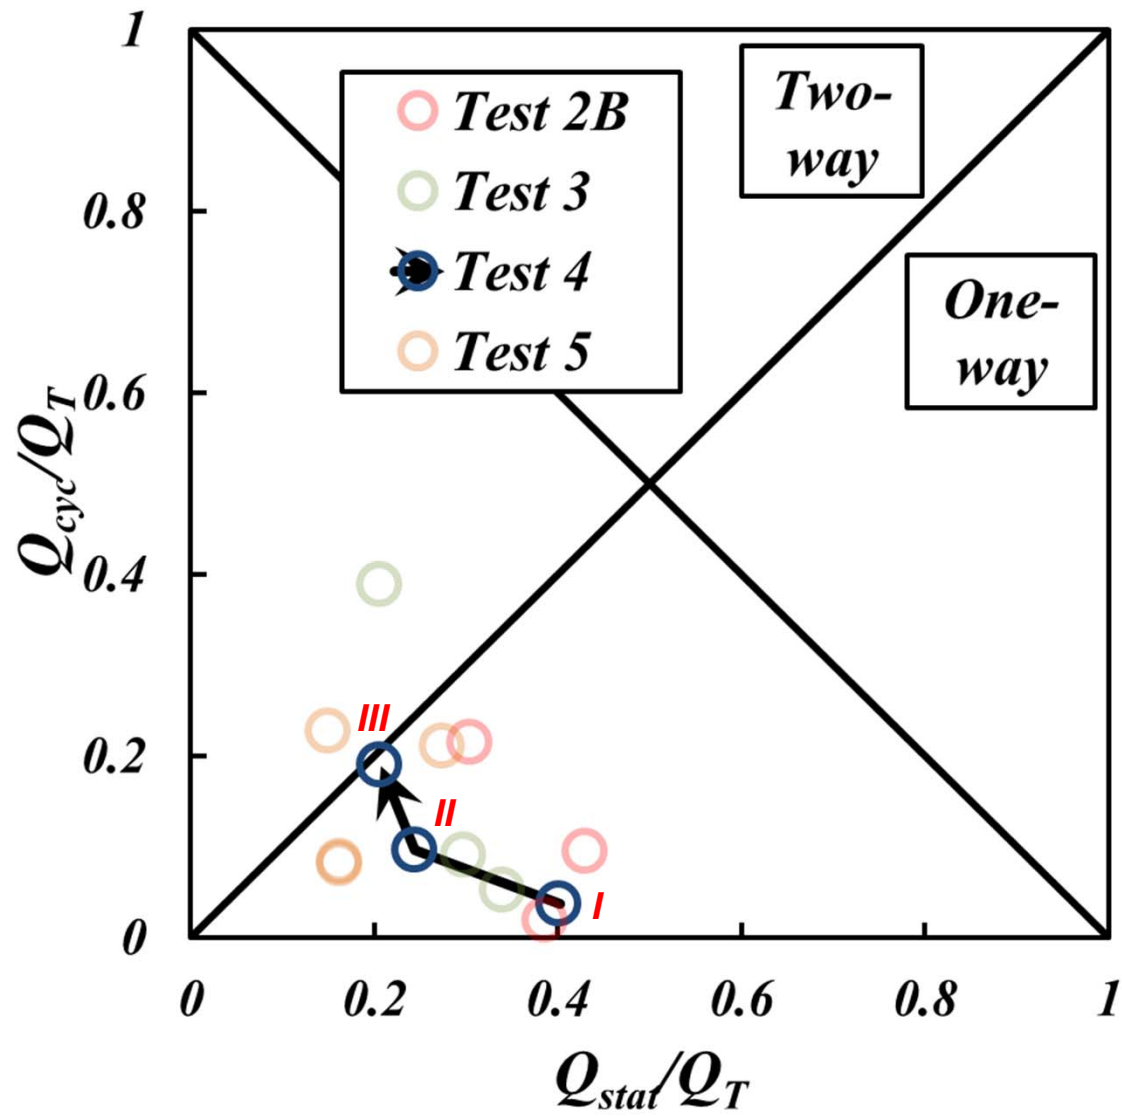 1
0.8
0.6
0.4
0.2
0
Qcyc/QT
Test 2B
Test 3
Test 4
Test 5
Two-
way
One-
way
III
II
I
0
0.2
0.4
0.6
0.8
1
Qstat/QT